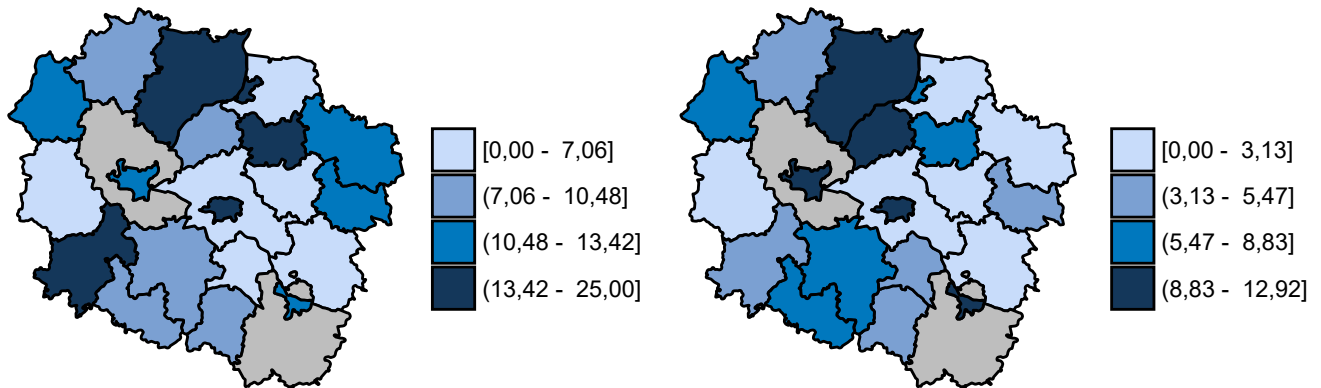 [0,00 - 7,06]
(7,06 - 10,48]
(10,48 - 13,42]
(13,42 - 25,00]
[0,00 - 3,13]
(3,13 - 5,47]
(5,47 - 8,83]
(8,83 - 12,92]